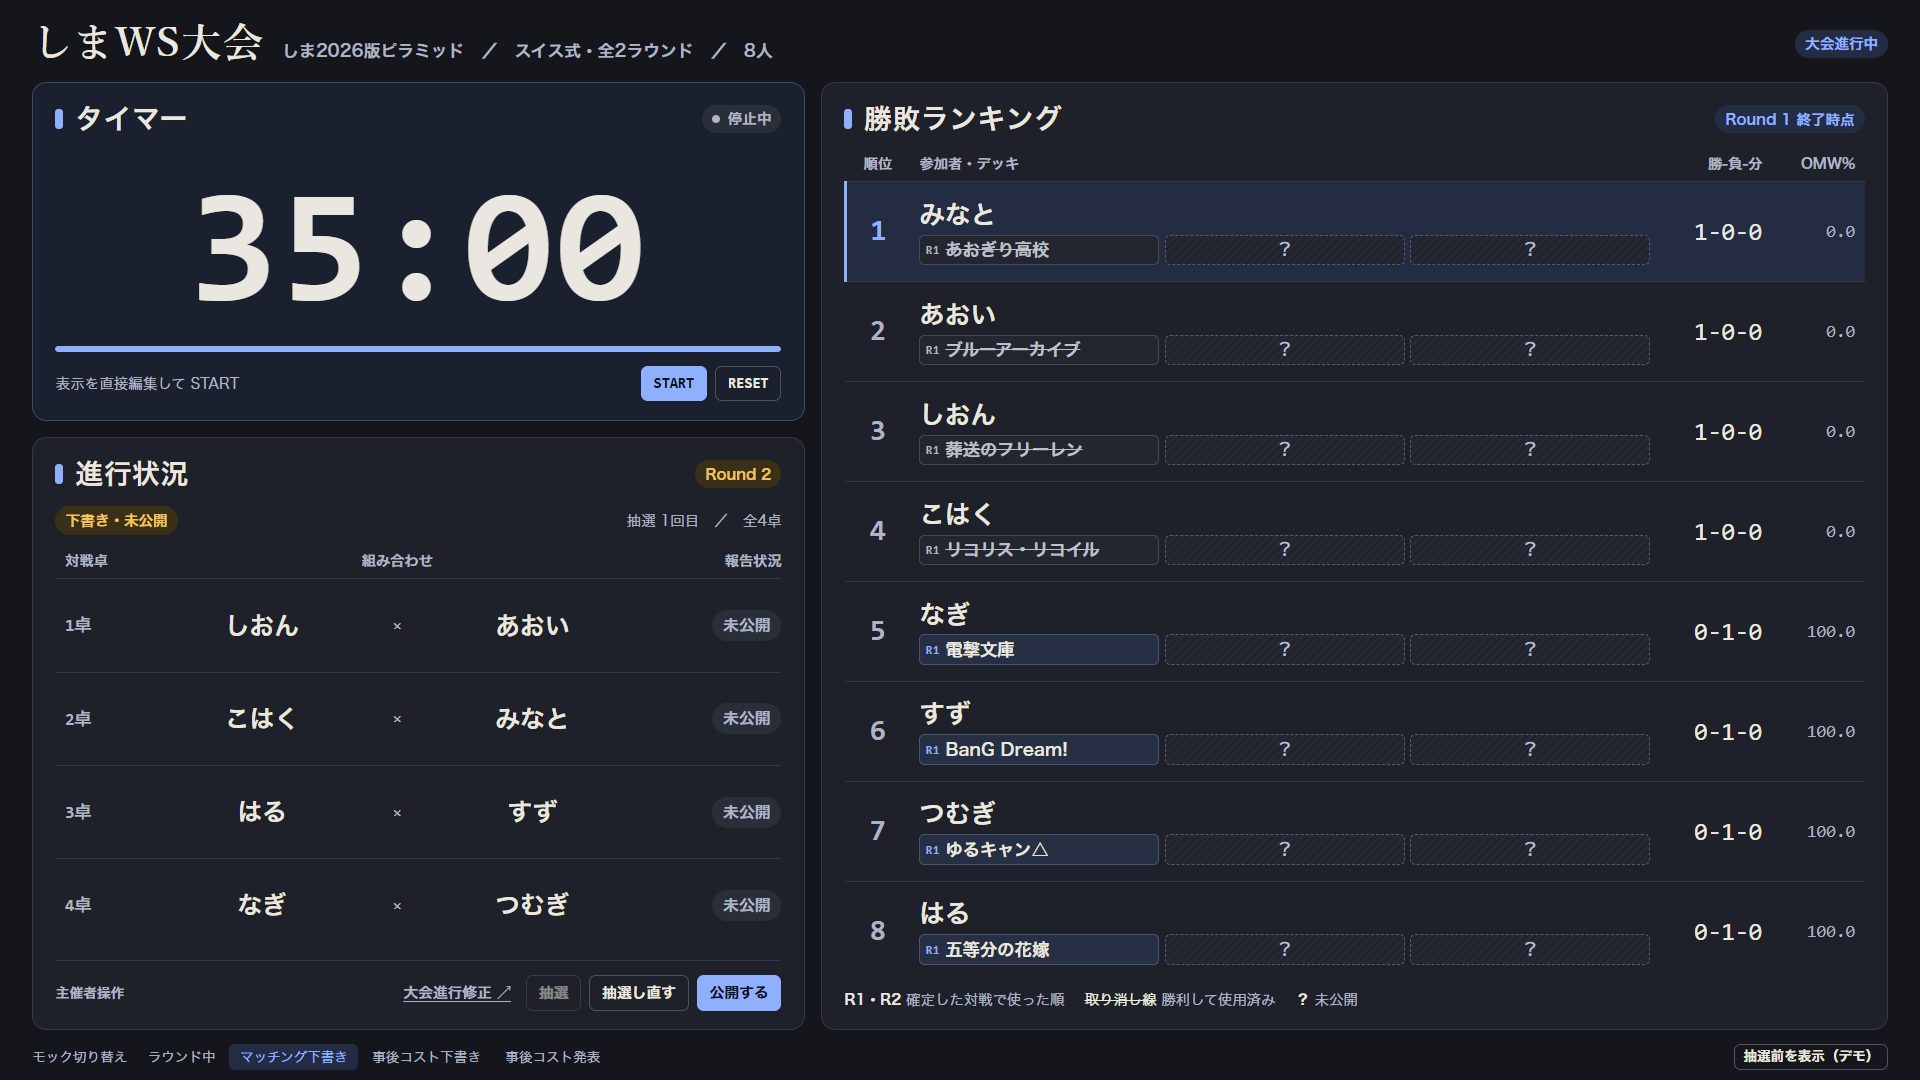 しまWS大会 しま2026版ピラミッド ／ スイス式・全2ラウンド ／ 8人
大会進行中
タイマー
停止中
35:00
表示を直接編集して START
START
RESET
進行状況
Round 2
下書き・未公開
抽選 1回目 ／ 全4卓
対戦卓 組み合わせ 報告状況
1卓 しおん × あおい 未公開
2卓 こはく × みなと 未公開
3卓 はる × すず 未公開
4卓 なぎ × つむぎ 未公開
主催者操作 大会進行修正 ↗ 抽選 抽選し直す 公開する
勝敗ランキング
Round 1 終了時点
順位 参加者・デッキ 勝-負-分 OMW%
1 みなと 1-0-0 0.0
R1 あおぎり高校 ? ?
2 あおい 1-0-0 0.0
R1 ブルーアーカイブ ? ?
3 しおん 1-0-0 0.0
R1 葬送のフリーレン ? ?
4 こはく 1-0-0 0.0
R1 リコリス・リコイル ? ?
5 なぎ 0-1-0 100.0
R1 電撃文庫 ? ?
6 すず 0-1-0 100.0
R1 BanG Dream! ? ?
7 つむぎ 0-1-0 100.0
R1 ゆるキャン△ ? ?
8 はる 0-1-0 100.0
R1 五等分の花嫁 ? ?
R1・R2 確定した対戦で使った順 取り消し線 勝利して使用済み ? 未公開
モック切り替え ラウンド中 マッチング下書き 事後コスト下書き 事後コスト発表
抽選前を表示（デモ）